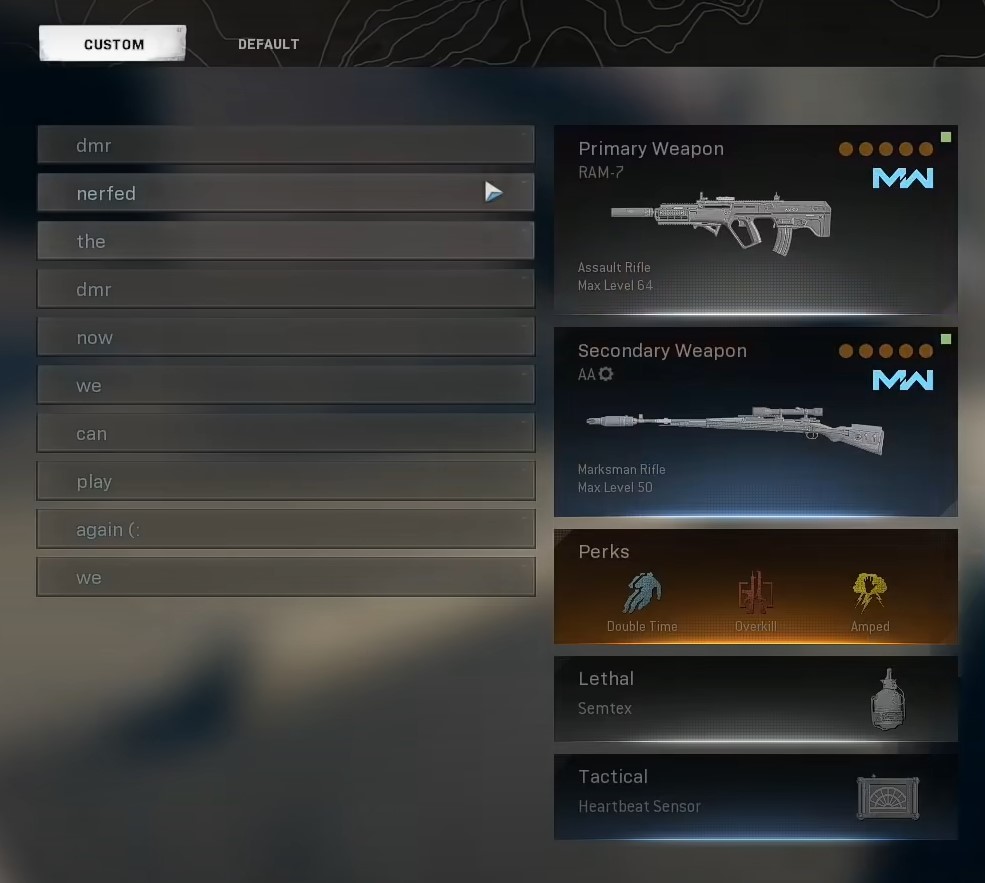 CUSTOM
DEFAULT
dmr
nerfed
the
dmr
now
we
can
play
again (:
we
Primary Weapon
RAM-7
MW
Assault Rifle
Max Level 64
Secondary Weapon
AA
MW
Marksman Rifle
Max Level 50
Perks
Double Time
Overkill
Amped
Lethal
Semtex
Tactical
Heartbeat Sensor